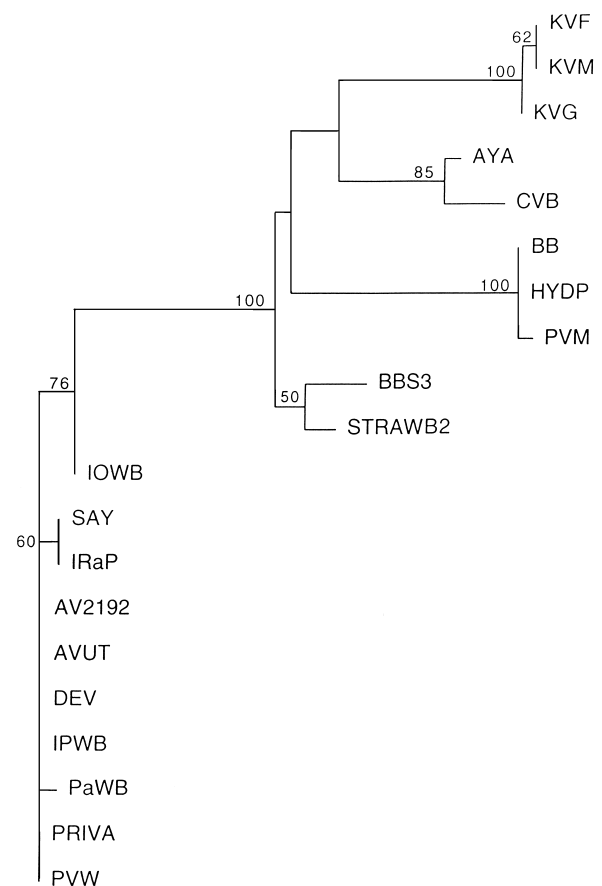 KVF
62
KVM
100
KVG
AYA
85
CVB
BB
100
HYDP
PVM
100
BBS3
76
50
STRAWB2
IOWB
SAY
60
IRaP
AV2192
AVUT
DEV
IPWB
PaWB
PRIVA
PVW